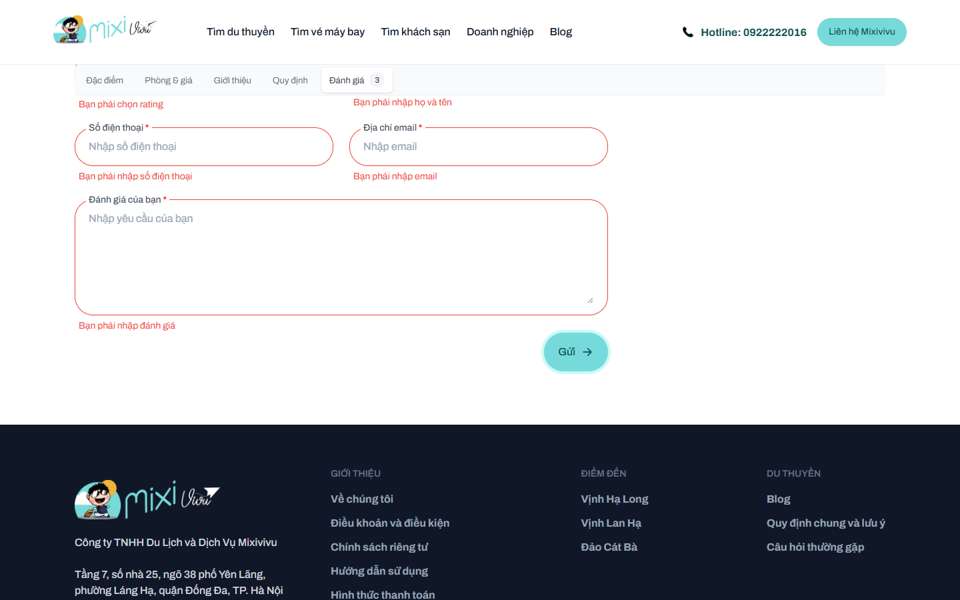 mixi Vivu
Tìm du thuyền
Tìm vé máy bay
Tìm khách sạn
Doanh nghiệp
Blog
Hotline: 0922222016
Liên hệ Mixivivu
Đặc điểm
Phòng & giá
Giới thiệu
Quy định
Đánh giá 3
Bạn phải chọn rating
Bạn phải nhập họ và tên
Số điện thoại *
Nhập số điện thoại
Bạn phải nhập số điện thoại
Địa chỉ email *
Nhập email
Bạn phải nhập email
Đánh giá của bạn *
Nhập yêu cầu của bạn
Bạn phải nhập đánh giá
Gửi →
mixi Vivu
Công ty TNHH Du Lịch và Dịch Vụ Mixivivu
Tầng 7, số nhà 25, ngõ 38 phố Yên Lãng,
phường Láng Hạ, quận Đống Đa, TP. Hà Nội
GIỚI THIỆU
Về chúng tôi
Điều khoản và điều kiện
Chính sách riêng tư
Hướng dẫn sử dụng
Hình thức thanh toán
ĐIỂM ĐẾN
Vịnh Hạ Long
Vịnh Lan Hạ
Đảo Cát Bà
DU THUYỀN
Blog
Quy định chung và lưu ý
Câu hỏi thường gặp